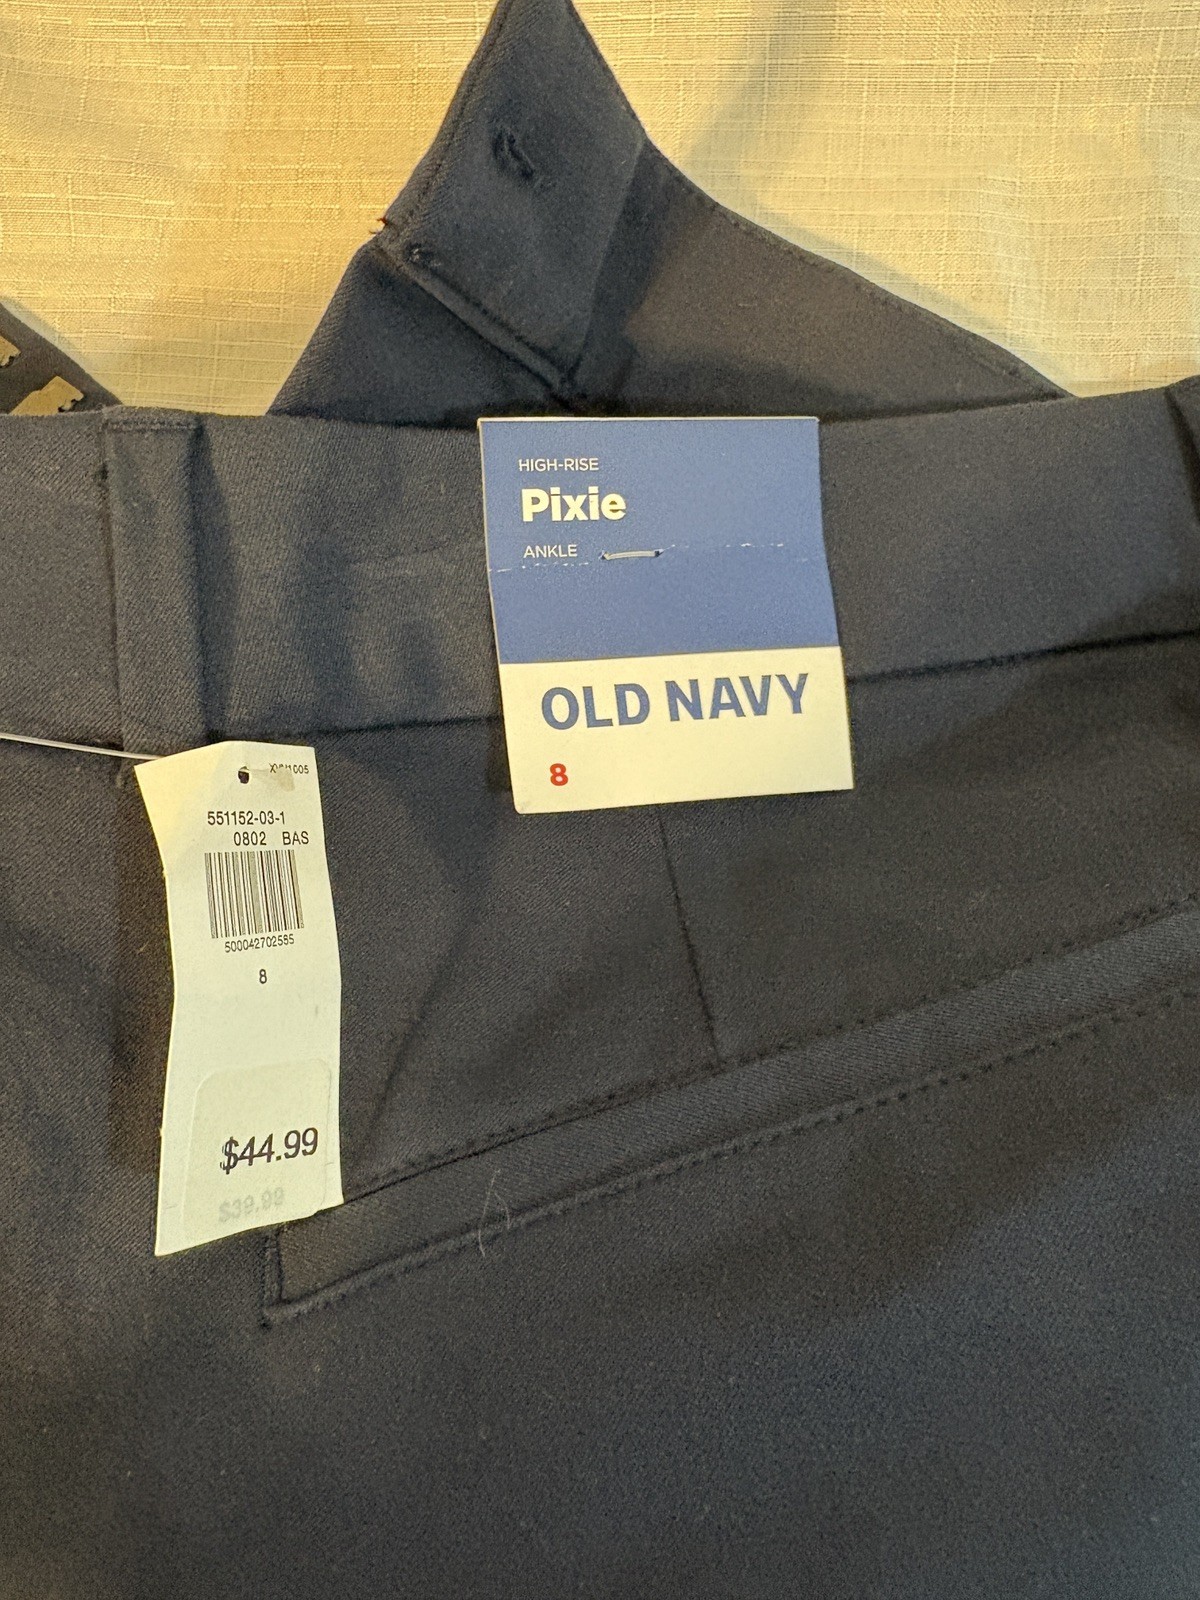 HIGH-RISE
Pixie
ANKLE
OLD NAVY
8
551152-03-1
0802 BAS
500042702585
8
$44.99
$39.99